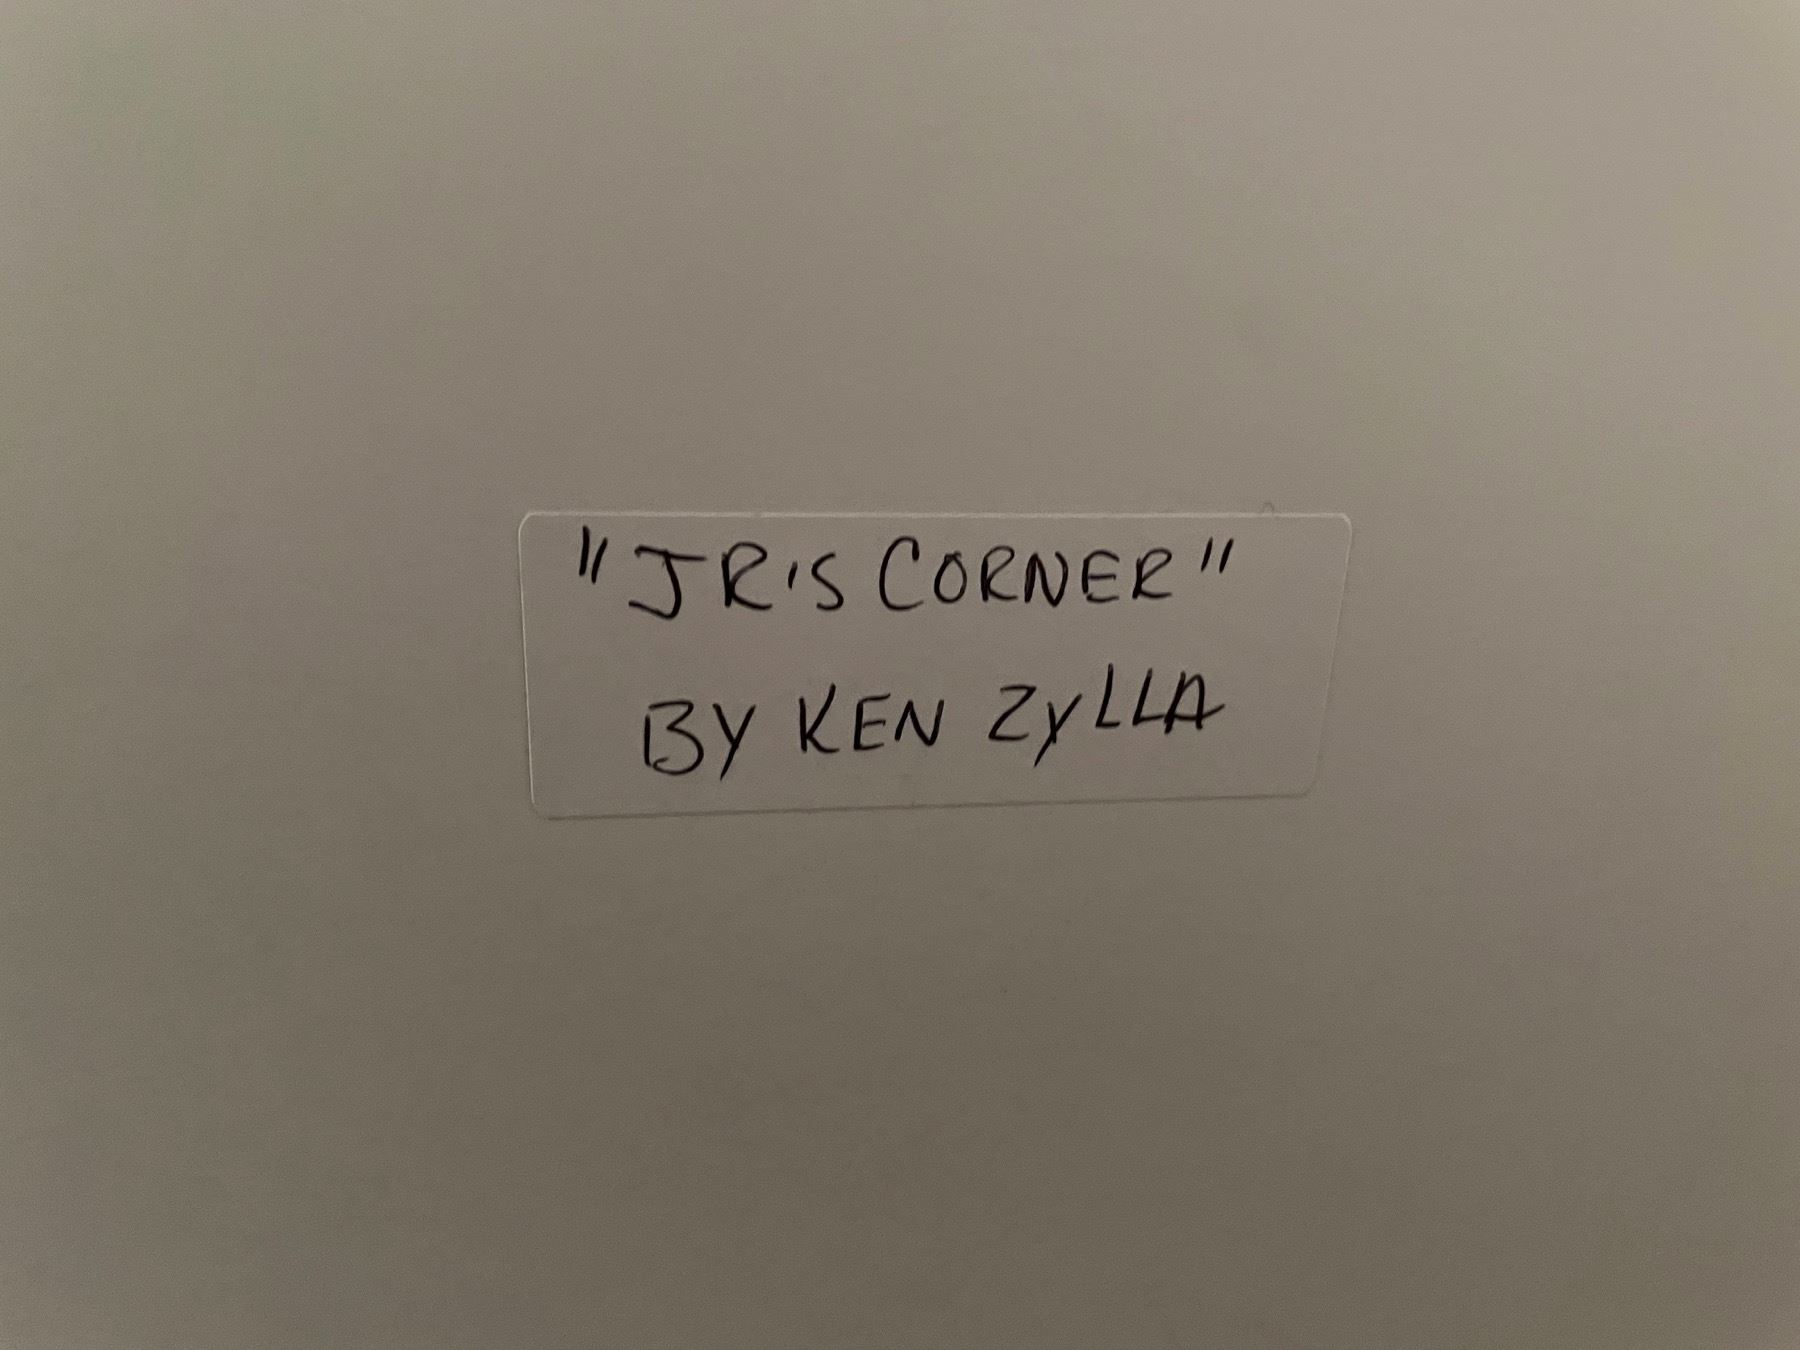 "JR'S CORNER"
BY KEN ZYLLA